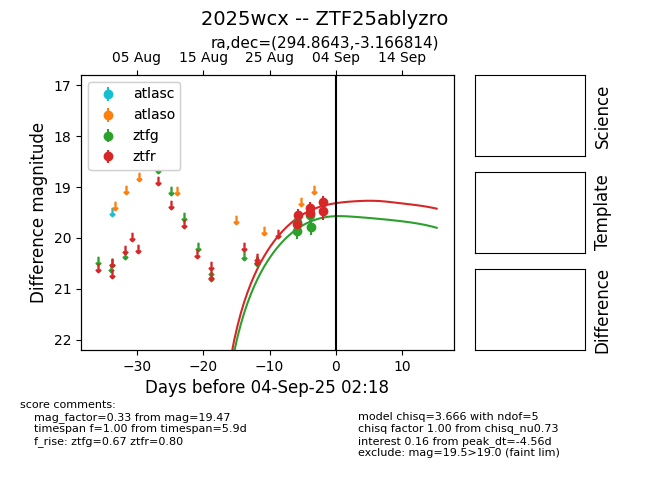 2025wcx -- ZTF25ablyzro
ra,dec=(294.8643,-3.166814)
05 Aug 15 Aug 25 Aug 04 Sep 14 Sep
17
18
19
20
21
22
Difference magnitude
atlasc
atlaso
ztfg
ztfr
−30 −20 −10 0 10
Days before 04-Sep-25 02:18
Science
Template
Difference
score comments:
mag_factor=0.33 from mag=19.47
timespan f=1.00 from timespan=5.9d
f_rise: ztfg=0.67 ztfr=0.80
model chisq=3.666 with ndof=5
chisq factor 1.00 from chisq_nu0.73
interest 0.16 from peak_dt=-4.56d
exclude: mag=19.5>19.0 (faint lim)